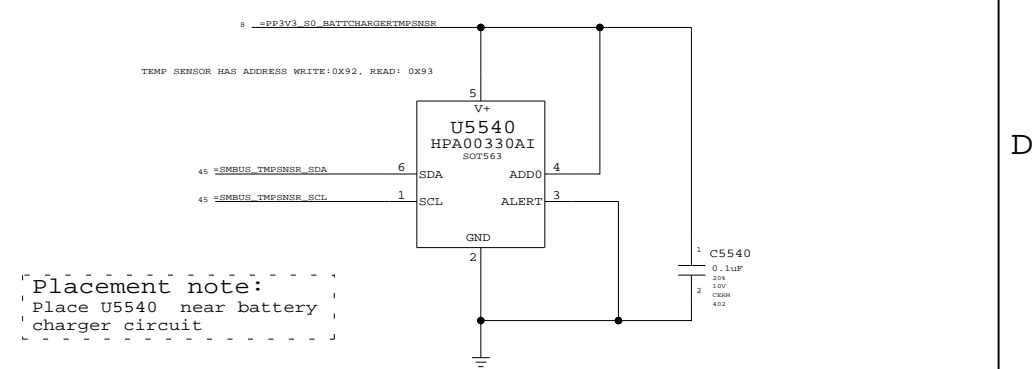 8 =PP3V3_S0_BATTCHARGERTMPSNSR
TEMP SENSOR HAS ADDRESS WRITE:0X92, READ: 0X93
D
5
V+
U5540
HPA00330AI
SOT563
45 =SMBUS_TMPSNSR_SDA 6 SDA ADD0 4
45 =SMBUS_TMPSNSR_SCL 1 SCL ALERT 3
GND
2
1 C5540
0.1uF
20%
10V
2 CERM
402
Placement note:
Place U5540 near battery
charger circuit